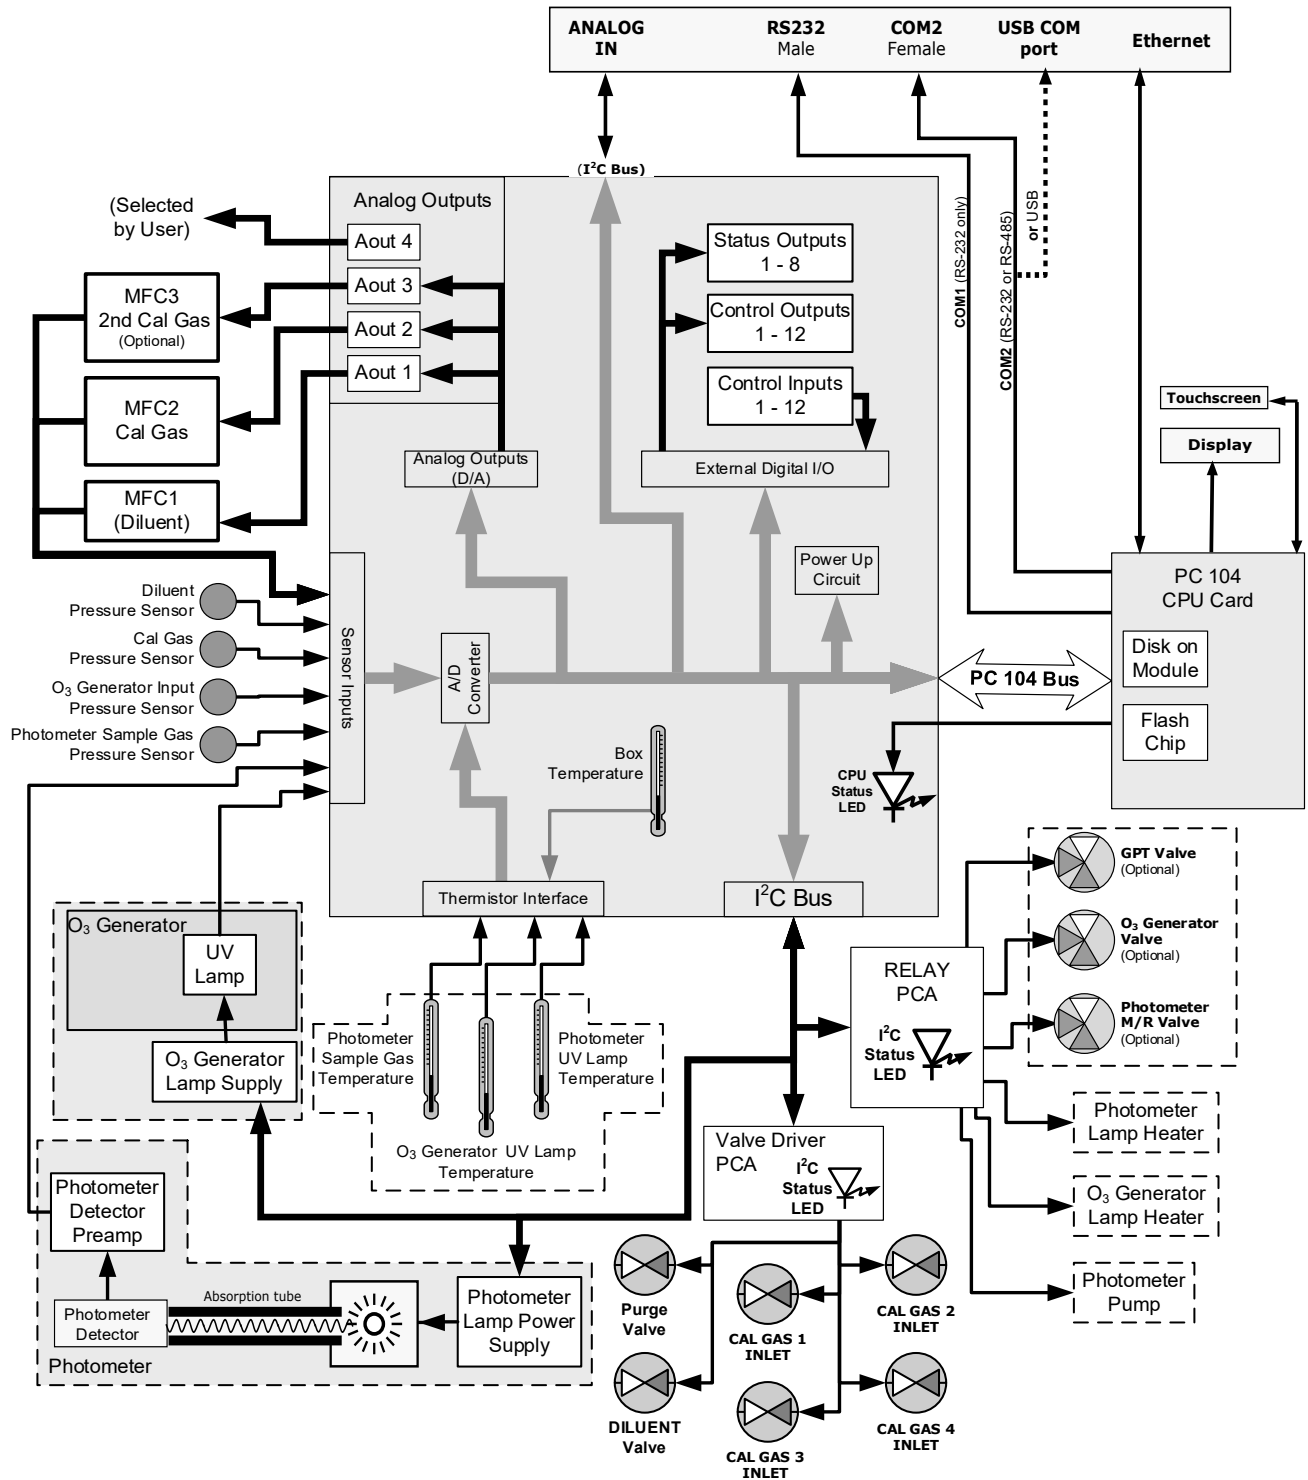 ANALOG
IN
RS232
Male
COM2
Female
USB COM
port
Ethernet
(I²C Bus)
Analog Outputs
(Selected
by User)
Aout 4
Aout 3
Aout 2
Aout 1
MFC3
2nd Cal Gas
(Optional)
MFC2
Cal Gas
MFC1
(Diluent)
Status Outputs
1 - 8
Control Outputs
1 - 12
Control Inputs
1 - 12
COM1 (RS-232 only)
COM2 (RS-232 or RS-485)
or USB
Touchscreen
Display
Analog Outputs
(D/A)
External Digital I/O
Power Up
Circuit
PC 104
CPU Card
Disk on
Module
Flash
Chip
PC 104 Bus
Diluent
Pressure Sensor
Cal Gas
Pressure Sensor
O₃ Generator Input
Pressure Sensor
Photometer Sample Gas
Pressure Sensor
Sensor Inputs
A/D
Converter
Box
Temperature
CPU
Status
LED
Thermistor Interface
I²C Bus
GPT Valve
(Optional)
O₃ Generator
Valve
(Optional)
Photometer
M/R Valve
(Optional)
O₃ Generator
UV
Lamp
O₃ Generator
Lamp Supply
RELAY
PCA
I²C
Status
LED
Photometer
Sample Gas
Temperature
Photometer
UV Lamp
Temperature
O₃ Generator UV Lamp
Temperature
Photometer
Lamp Heater
O₃ Generator
Lamp Heater
Photometer
Pump
Valve Driver
PCA
I²C
Status
LED
Photometer
Detector
Preamp
Absorption tube
Photometer
Detector
Photometer
Photometer
Lamp Power
Supply
Purge
Valve
CAL GAS 1
INLET
CAL GAS 2
INLET
DILUENT
Valve
CAL GAS 3
INLET
CAL GAS 4
INLET